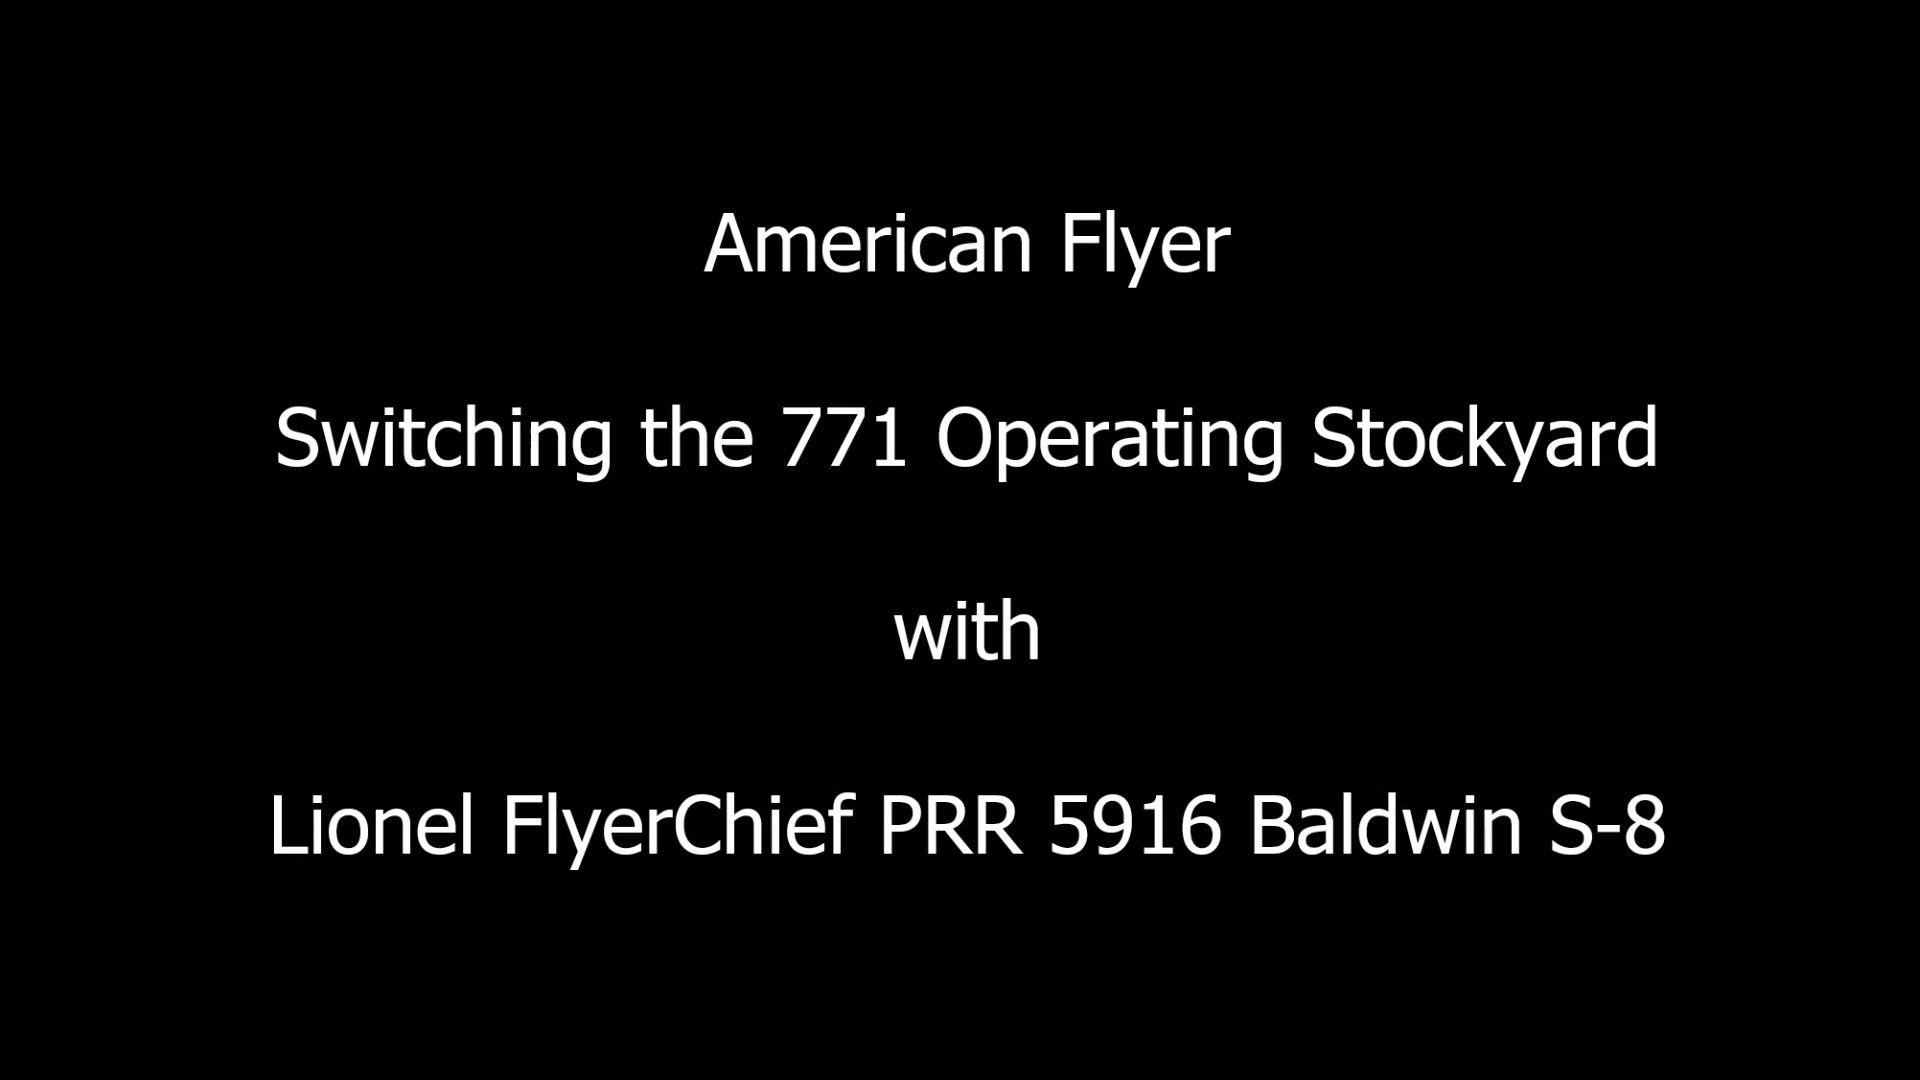 American Flyer
Switching the 771 Operating Stockyard
with
Lionel FlyerChief PRR 5916 Baldwin S-8